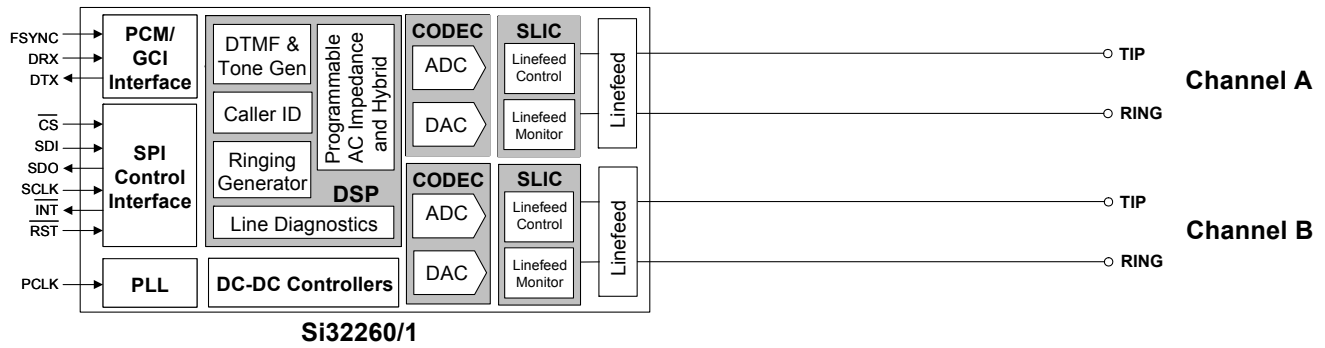 FSYNC
DRX
DTX
PCM/
GCI
Interface
CS
SDI
SDO
SCLK
INT
RST
SPI
Control
Interface
PCLK
PLL
DTMF &
Tone Gen
Caller ID
Ringing
Generator
Programmable
AC Impedance
and Hybrid
DSP
Line Diagnostics
DC-DC Controllers
CODEC
ADC
DAC
SLIC
Linefeed
Control
Linefeed
Monitor
Linefeed
TIP
RING
Channel A
CODEC
ADC
DAC
SLIC
Linefeed
Control
Linefeed
Monitor
Linefeed
TIP
RING
Channel B
Si32260/1